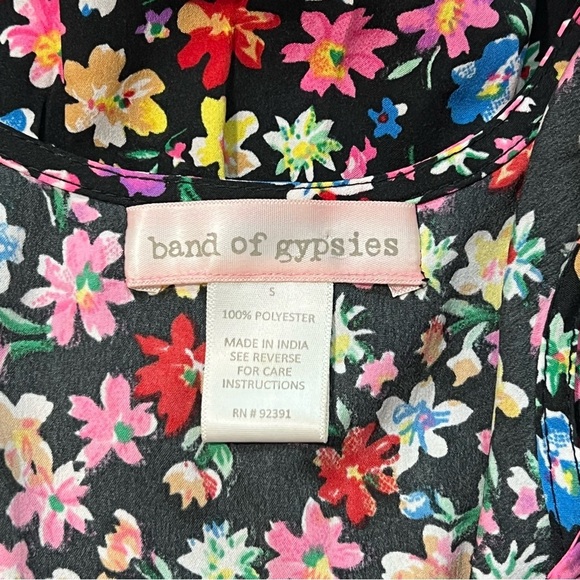 band of gypsies
S
100% POLYESTER
MADE IN INDIA
SEE REVERSE
FOR CARE
INSTRUCTIONS
RN # 92391